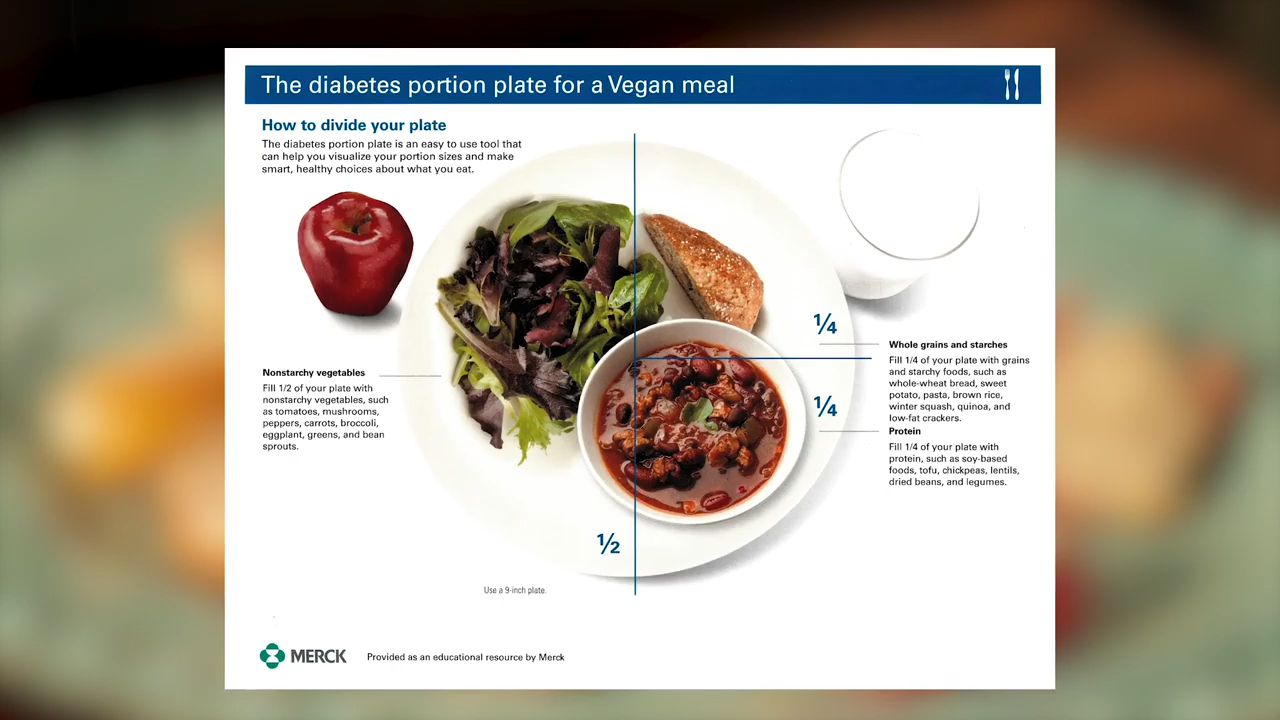 The diabetes portion plate for a Vegan meal
How to divide your plate
The diabetes portion plate is an easy to use tool that
can help you visualize your portion sizes and make
smart, healthy choices about what you eat.
Nonstarchy vegetables
Fill 1/2 of your plate with
nonstarchy vegetables, such
as tomatoes, mushrooms,
peppers, carrots, broccoli,
eggplant, greens, and bean
sprouts.
1/4
Whole grains and starches
Fill 1/4 of your plate with grains
and starchy foods, such as
whole-wheat bread, sweet
potato, pasta, brown rice,
winter squash, quinoa, and
low-fat crackers.
1/4
Protein
Fill 1/4 of your plate with
protein, such as soy-based
foods, tofu, chickpeas, lentils,
dried beans, and legumes.
1/2
Use a 9-inch plate.
MERCK
Provided as an educational resource by Merck